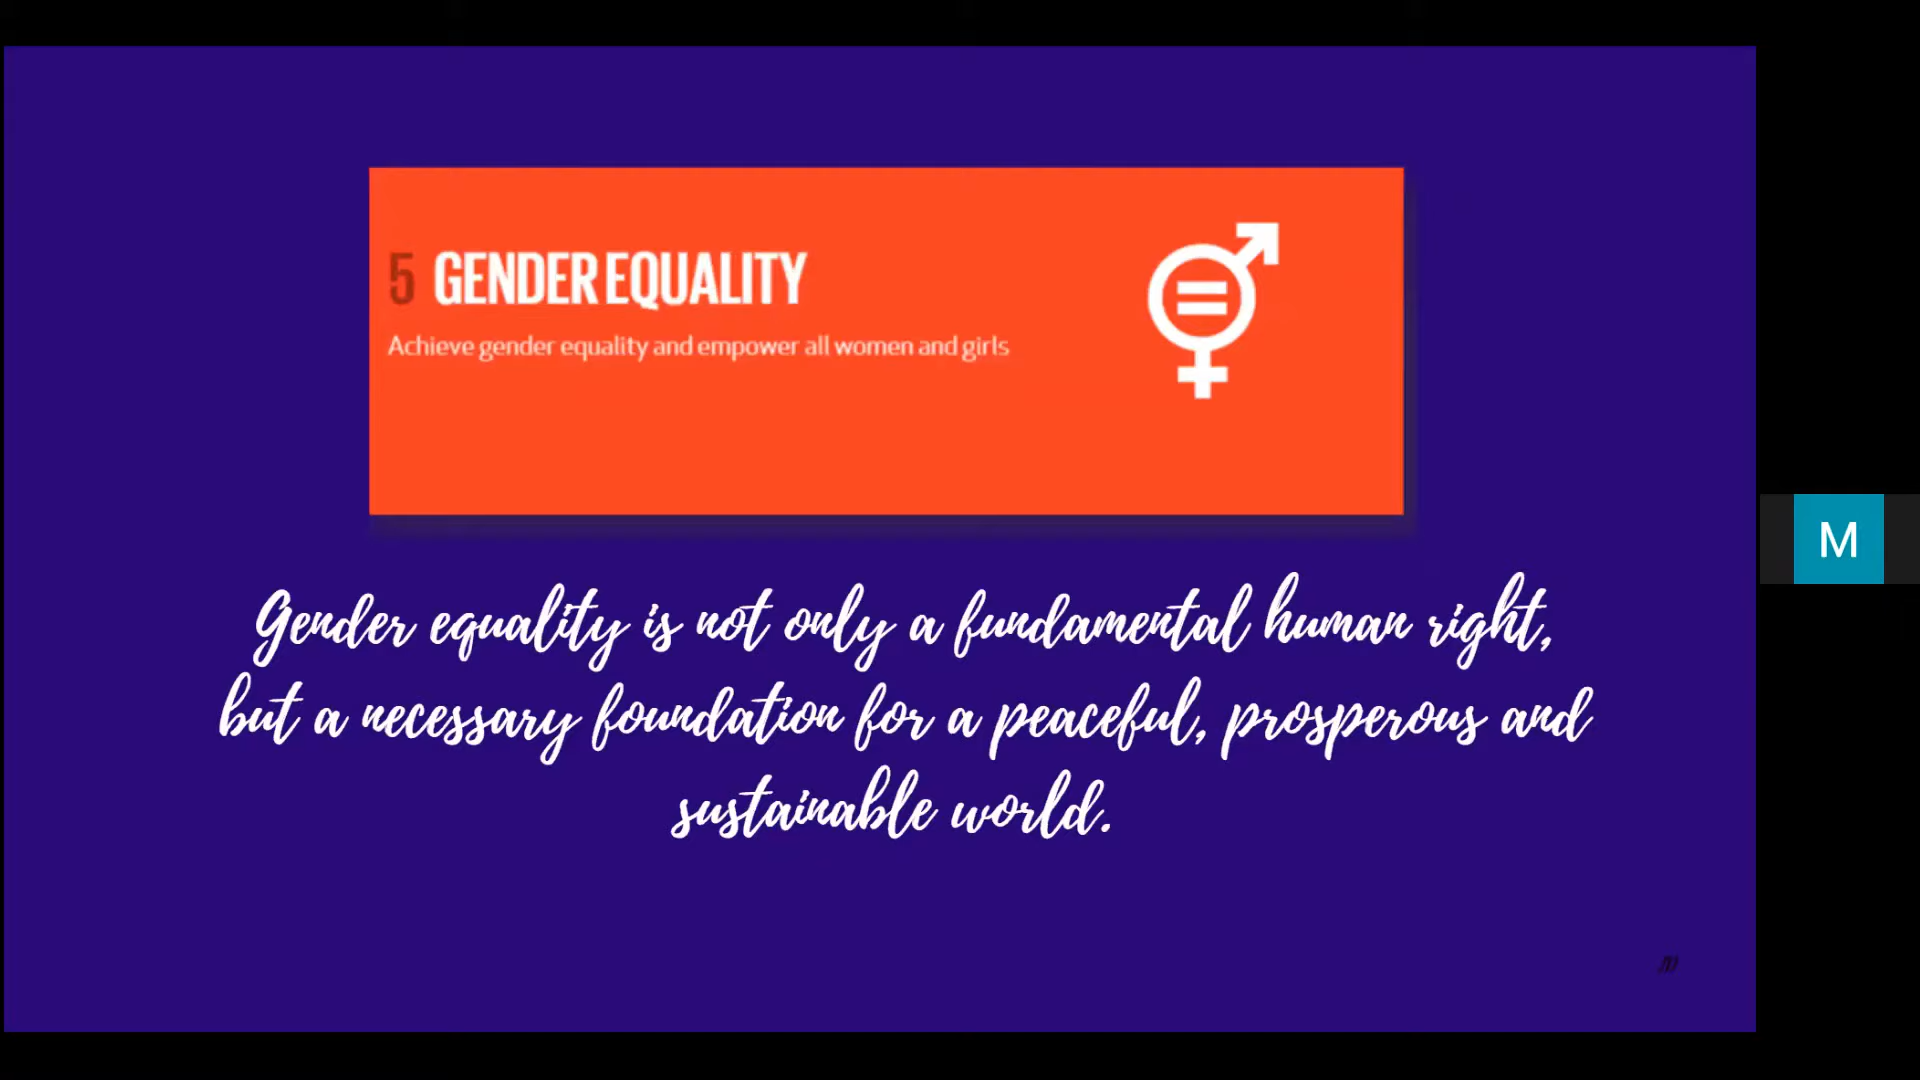 5 GENDER EQUALITY
Achieve gender equality and empower all women and girls
Gender equality is not only a fundamental human right,
but a necessary foundation for a peaceful, prosperous and
sustainable world.
M